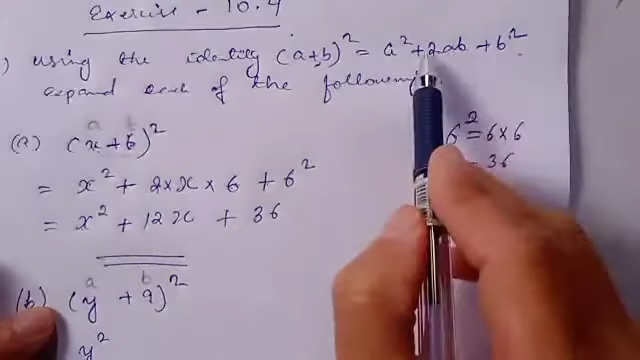 Exercise - 10.4
) using the identity (a+b)² = a² + 2ab + b².
expand each of the following.
(a) (x+6)²
a b
6² = 6×6
= x² + 2×x×6 + 6²
= 36
= x² + 12x + 36
a b
(b) (y + 9)²
y²